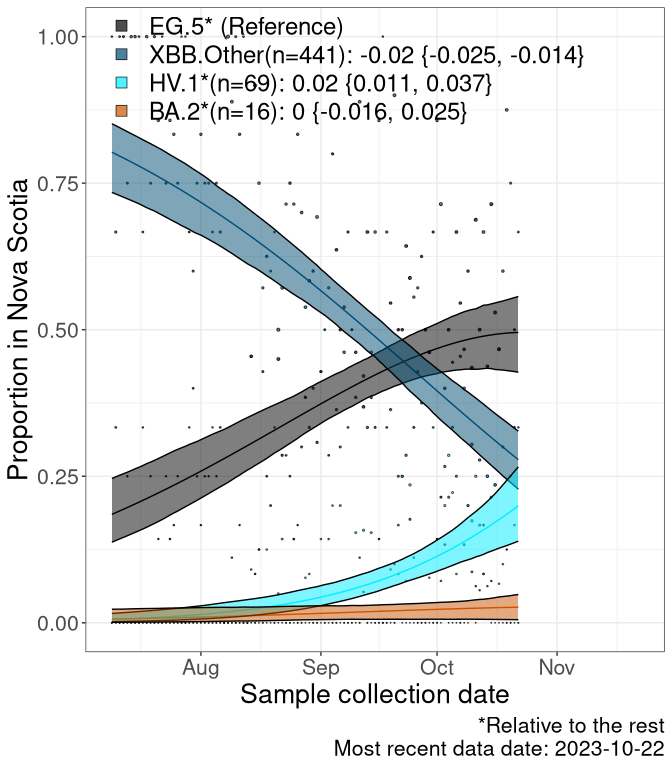 EG.5* (Reference)
XBB.Other(n=441): -0.02 {-0.025, -0.014}
HV.1*(n=69): 0.02 {0.011, 0.037}
BA.2*(n=16): 0 {-0.016, 0.025}
1.00
0.75
0.50
0.25
0.00
Proportion in Nova Scotia
Aug Sep Oct Nov
Sample collection date
*Relative to the rest
Most recent data date: 2023-10-22